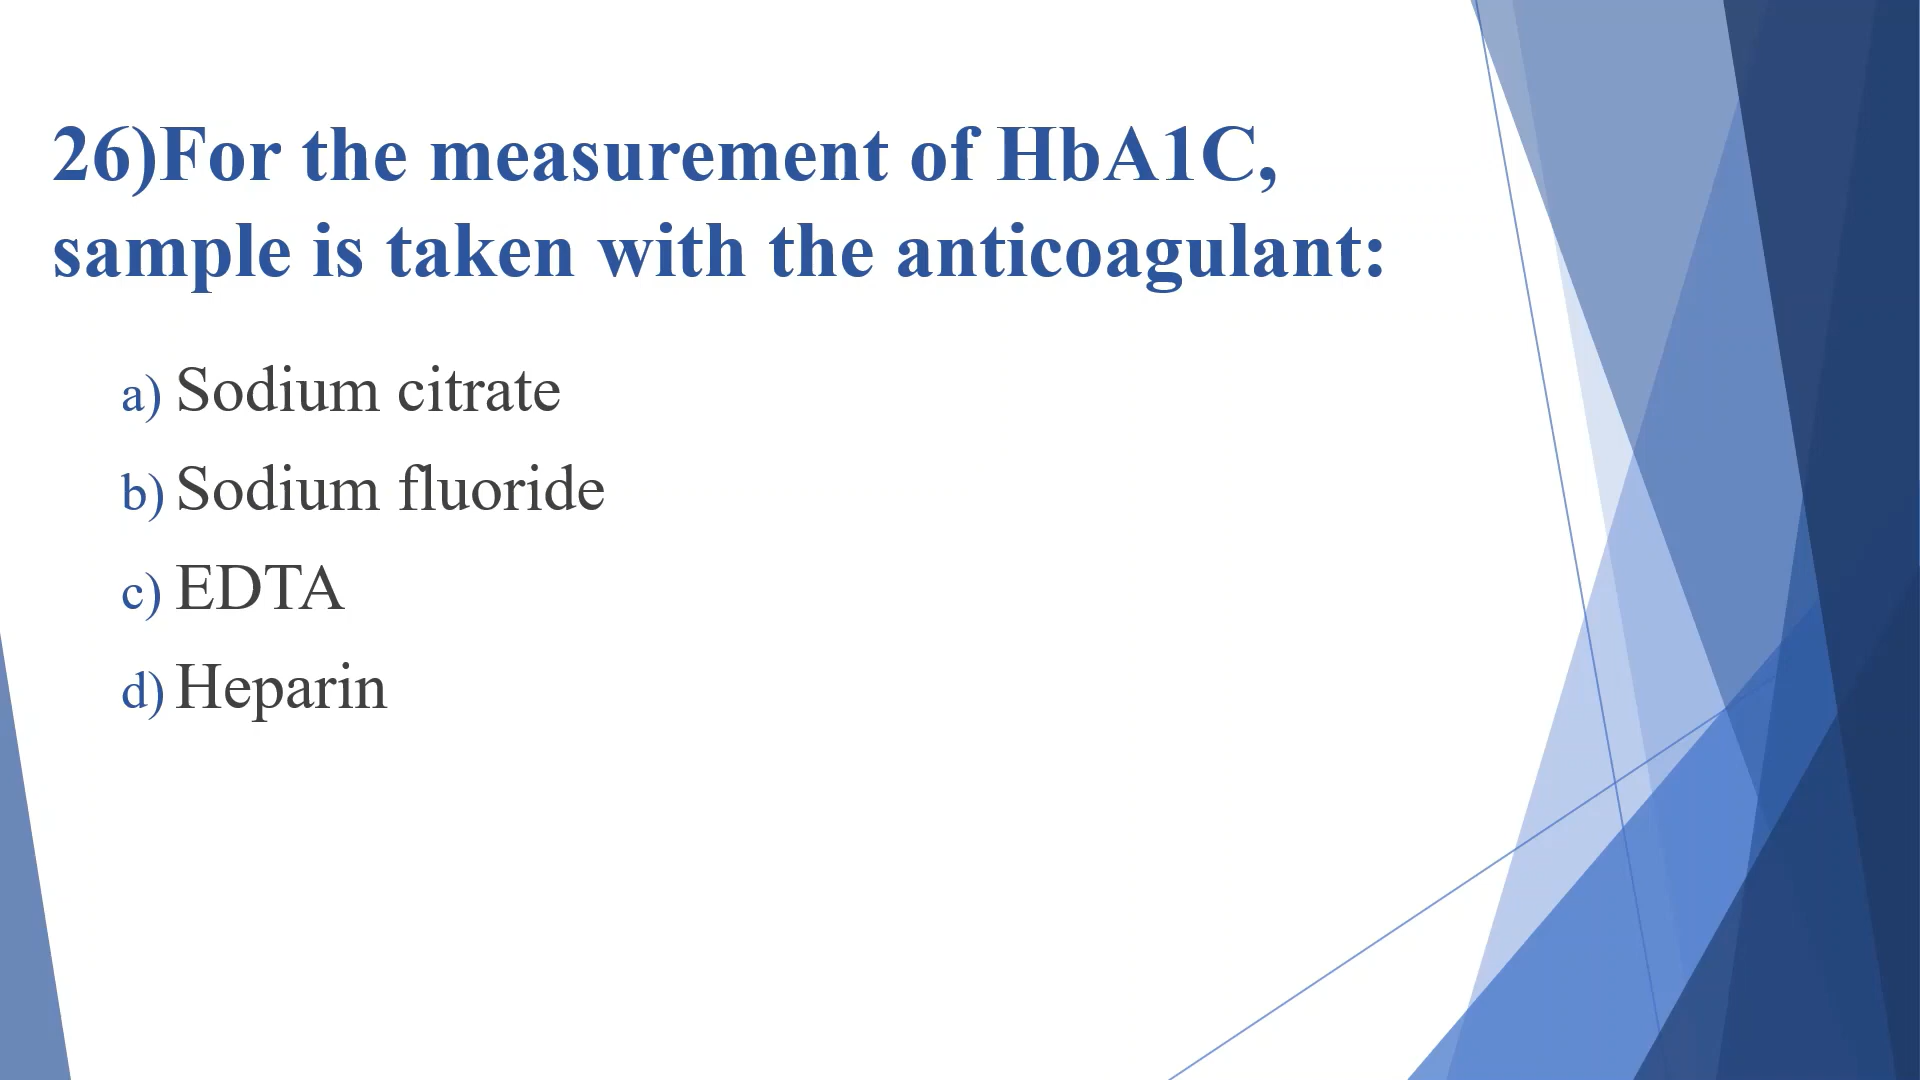 26)For the measurement of HbA1C,
sample is taken with the anticoagulant:
a) Sodium citrate
b) Sodium fluoride
c) EDTA
d) Heparin